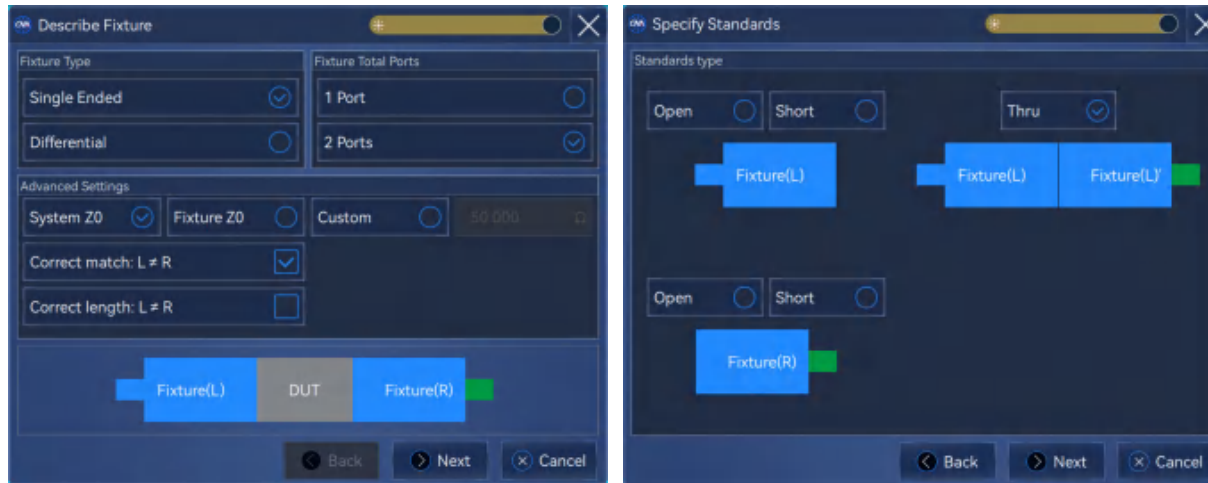 Describe Fixture
Fixture Type
Fixture Total Ports
Single Ended
1 Port
Differential
2 Ports
Advanced Settings
System Z0
Fixture Z0
Custom
50.000 Ω
Correct match: L ≠ R
Correct length: L ≠ R
Fixture(L)
DUT
Fixture(R)
Back
Next
Cancel
Specify Standards
Standards type
Open
Short
Thru
Fixture(L)
Fixture(L)
Fixture(L)'
Open
Short
Fixture(R)
Back
Next
Cancel